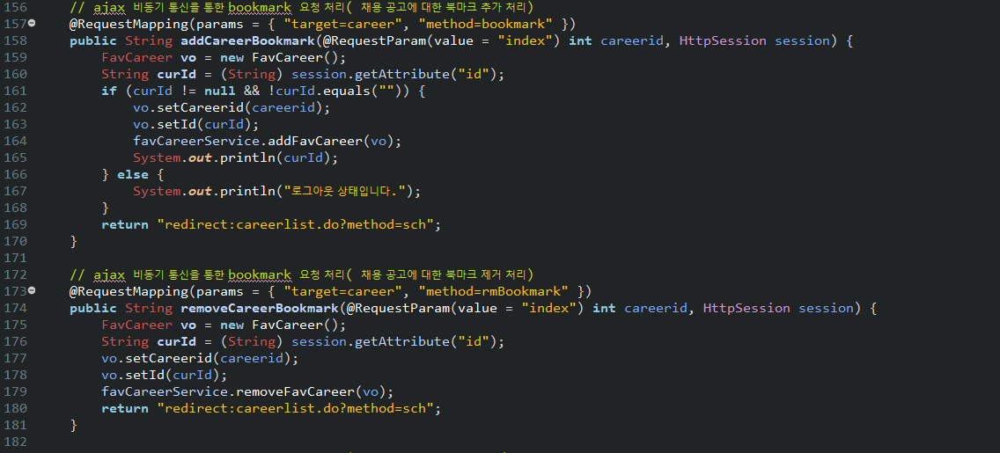 156 // ajax 비동기 통신을 통한 bookmark 요청 처리( 채용 공고에 대한 북마크 추가 처리)
157 @RequestMapping(params = { "target=career", "method=bookmark" })
158 public String addCareerBookmark(@RequestParam(value = "index") int careerid, HttpSession session) {
159 FavCareer vo = new FavCareer();
160 String curId = (String) session.getAttribute("id");
161 if (curId != null && !curId.equals("")) {
162 vo.setCareerid(careerid);
163 vo.setId(curId);
164 favCareerService.addFavCareer(vo);
165 System.out.println(curId);
166 } else {
167 System.out.println("로그아웃 상태입니다.");
168 }
169 return "redirect:careerlist.do?method=sch";
170 }
171
172 // ajax 비동기 통신을 통한 bookmark 요청 처리( 채용 공고에 대한 북마크 제거 처리)
173 @RequestMapping(params = { "target=career", "method=rmBookmark" })
174 public String removeCareerBookmark(@RequestParam(value = "index") int careerid, HttpSession session) {
175 FavCareer vo = new FavCareer();
176 String curId = (String) session.getAttribute("id");
177 vo.setCareerid(careerid);
178 vo.setId(curId);
179 favCareerService.removeFavCareer(vo);
180 return "redirect:careerlist.do?method=sch";
181 }
182